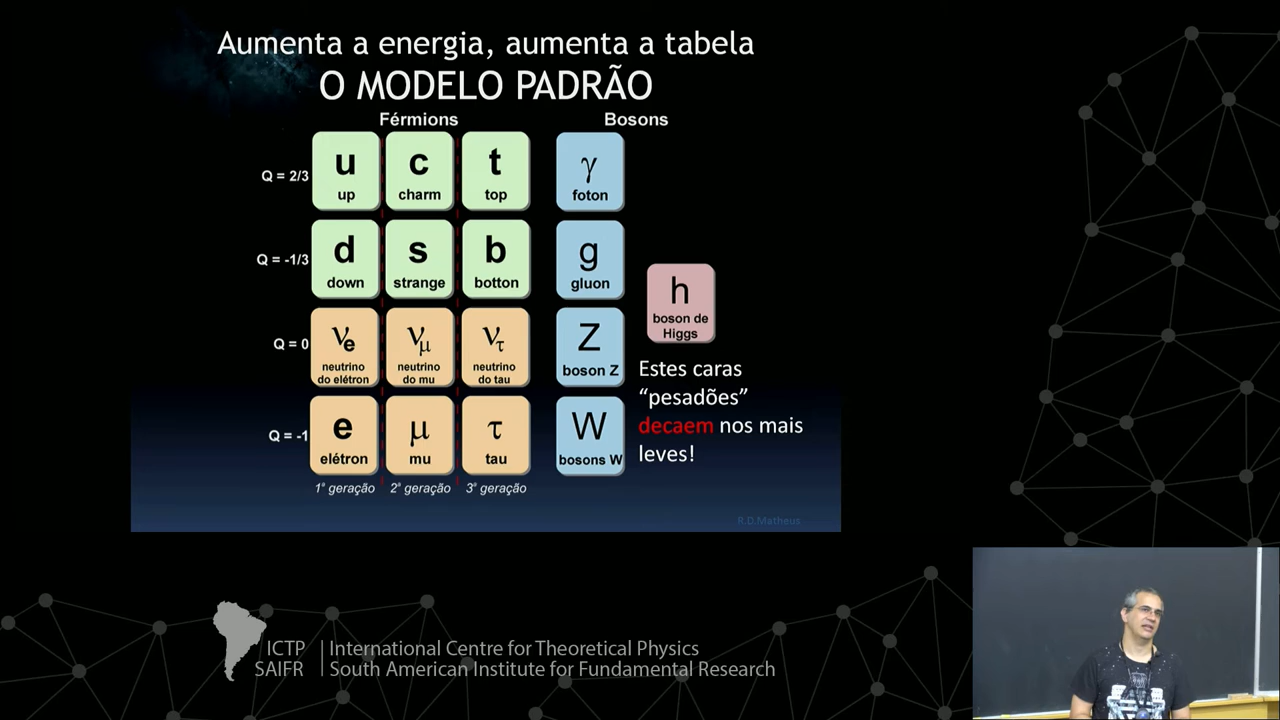 Aumenta a energia, aumenta a tabela
O MODELO PADRÃO
Férmions
Bosons
Q = 2/3
u
up
c
charm
t
top
γ
foton
Q = -1/3
d
down
s
strange
b
botton
g
gluon
h
boson de
Higgs
Q = 0
νe
neutrino
do elétron
νμ
neutrino
do mu
ντ
neutrino
do tau
Z
boson Z
Estes caras
“pesadões”
decaem nos mais
leves!
Q = -1
e
elétron
μ
mu
τ
tau
W
bosons W
1ª geração
2ª geração
3ª geração
R.D.Matheus
ICTP
SAIFR
International Centre for Theoretical Physics
South American Institute for Fundamental Research